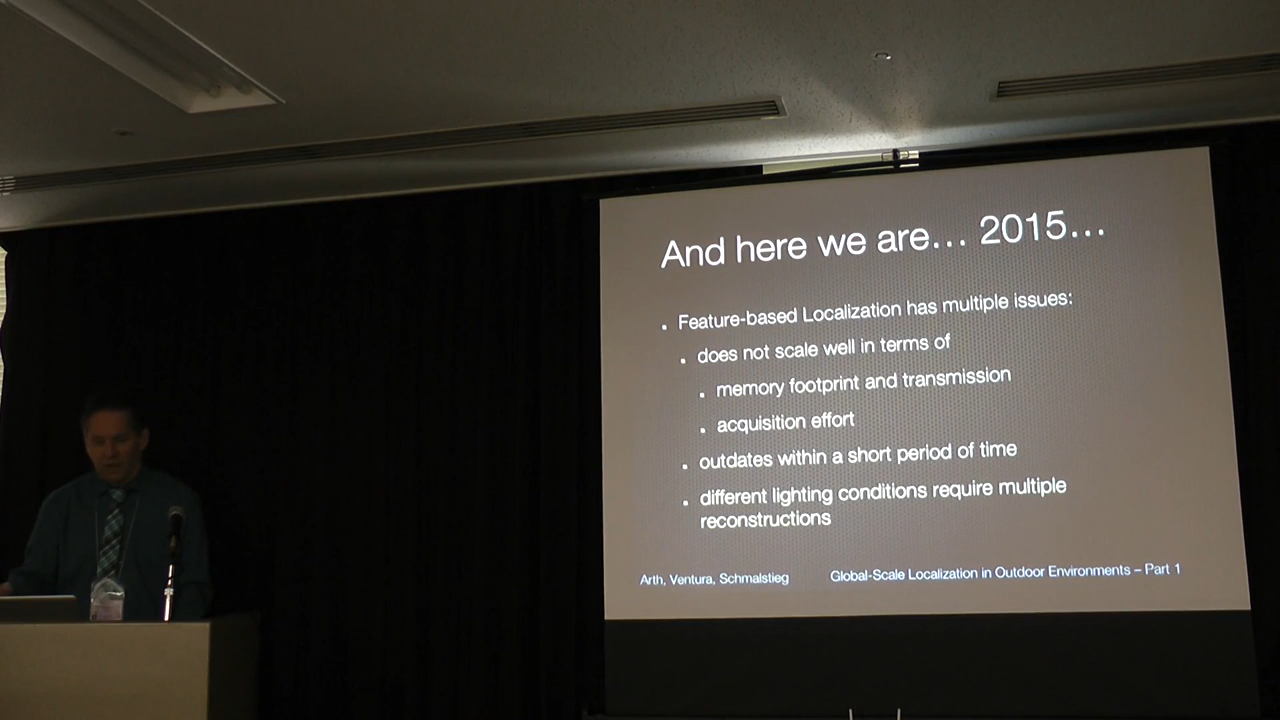 And here we are... 2015...
Feature-based Localization has multiple issues:
does not scale well in terms of
memory footprint and transmission
acquisition effort
outdates within a short period of time
different lighting conditions require multiple
reconstructions
Arth, Ventura, Schmalstieg
Global-Scale Localization in Outdoor Environments – Part 1